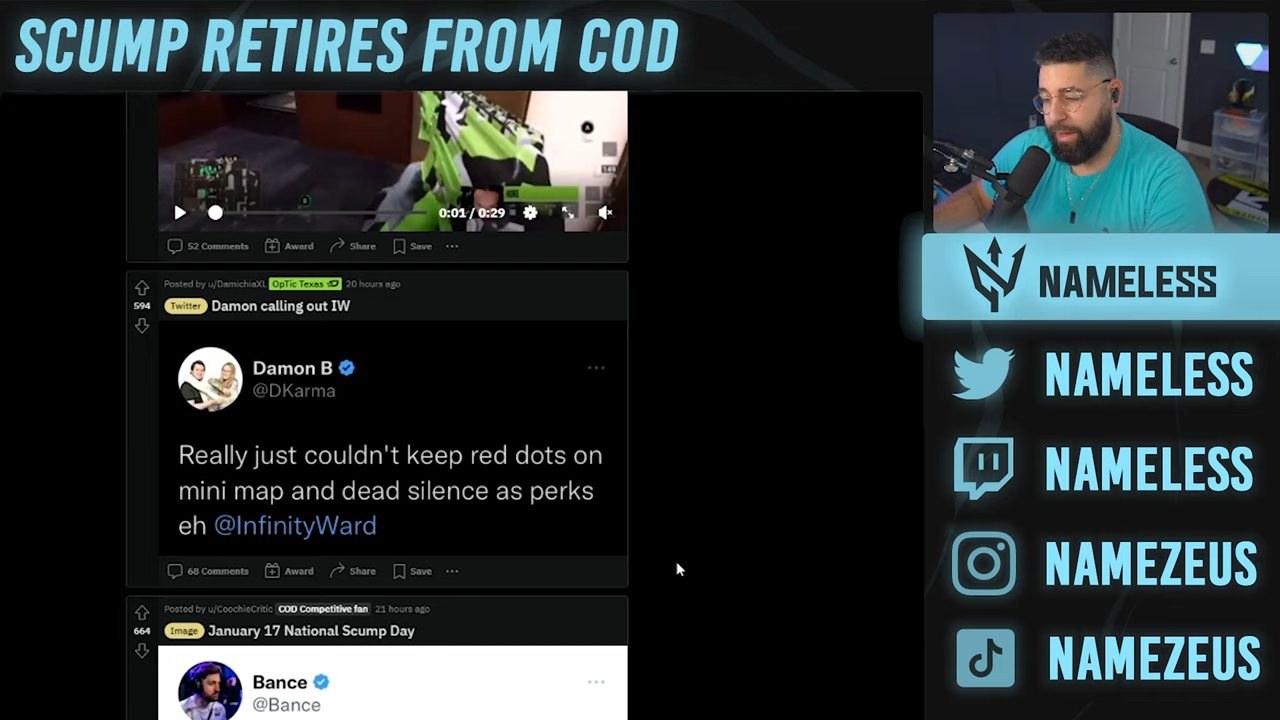 SCUMP RETIRES FROM COD
0:01 / 0:29
52 Comments Award Share Save
Posted by u/DamichiaXL OpTic Texas 20 hours ago
594
Twitter Damon calling out IW
Damon B
@DKarma
Really just couldn't keep red dots on
mini map and dead silence as perks
eh @InfinityWard
68 Comments Award Share Save
Posted by u/CoochieCritic COD Competitive fan 21 hours ago
664
Image January 17 National Scump Day
Bance
@Bance
NAMELESS
NAMELESS
NAMELESS
NAMEZEUS
NAMEZEUS